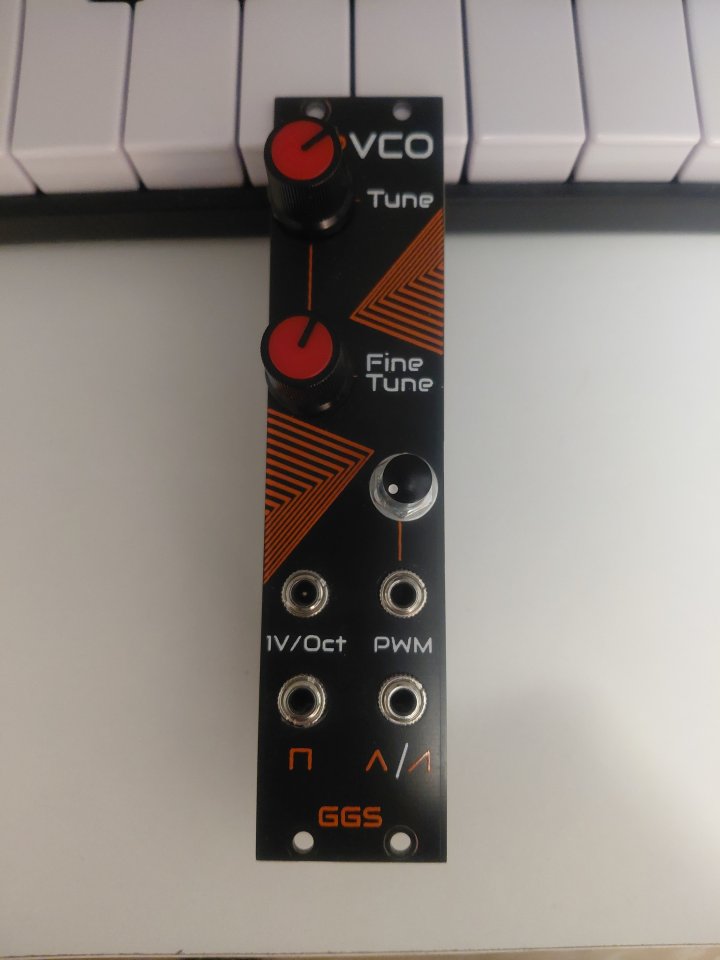 VCO
Tune
Fine
Tune
1V/Oct PWM
GGS